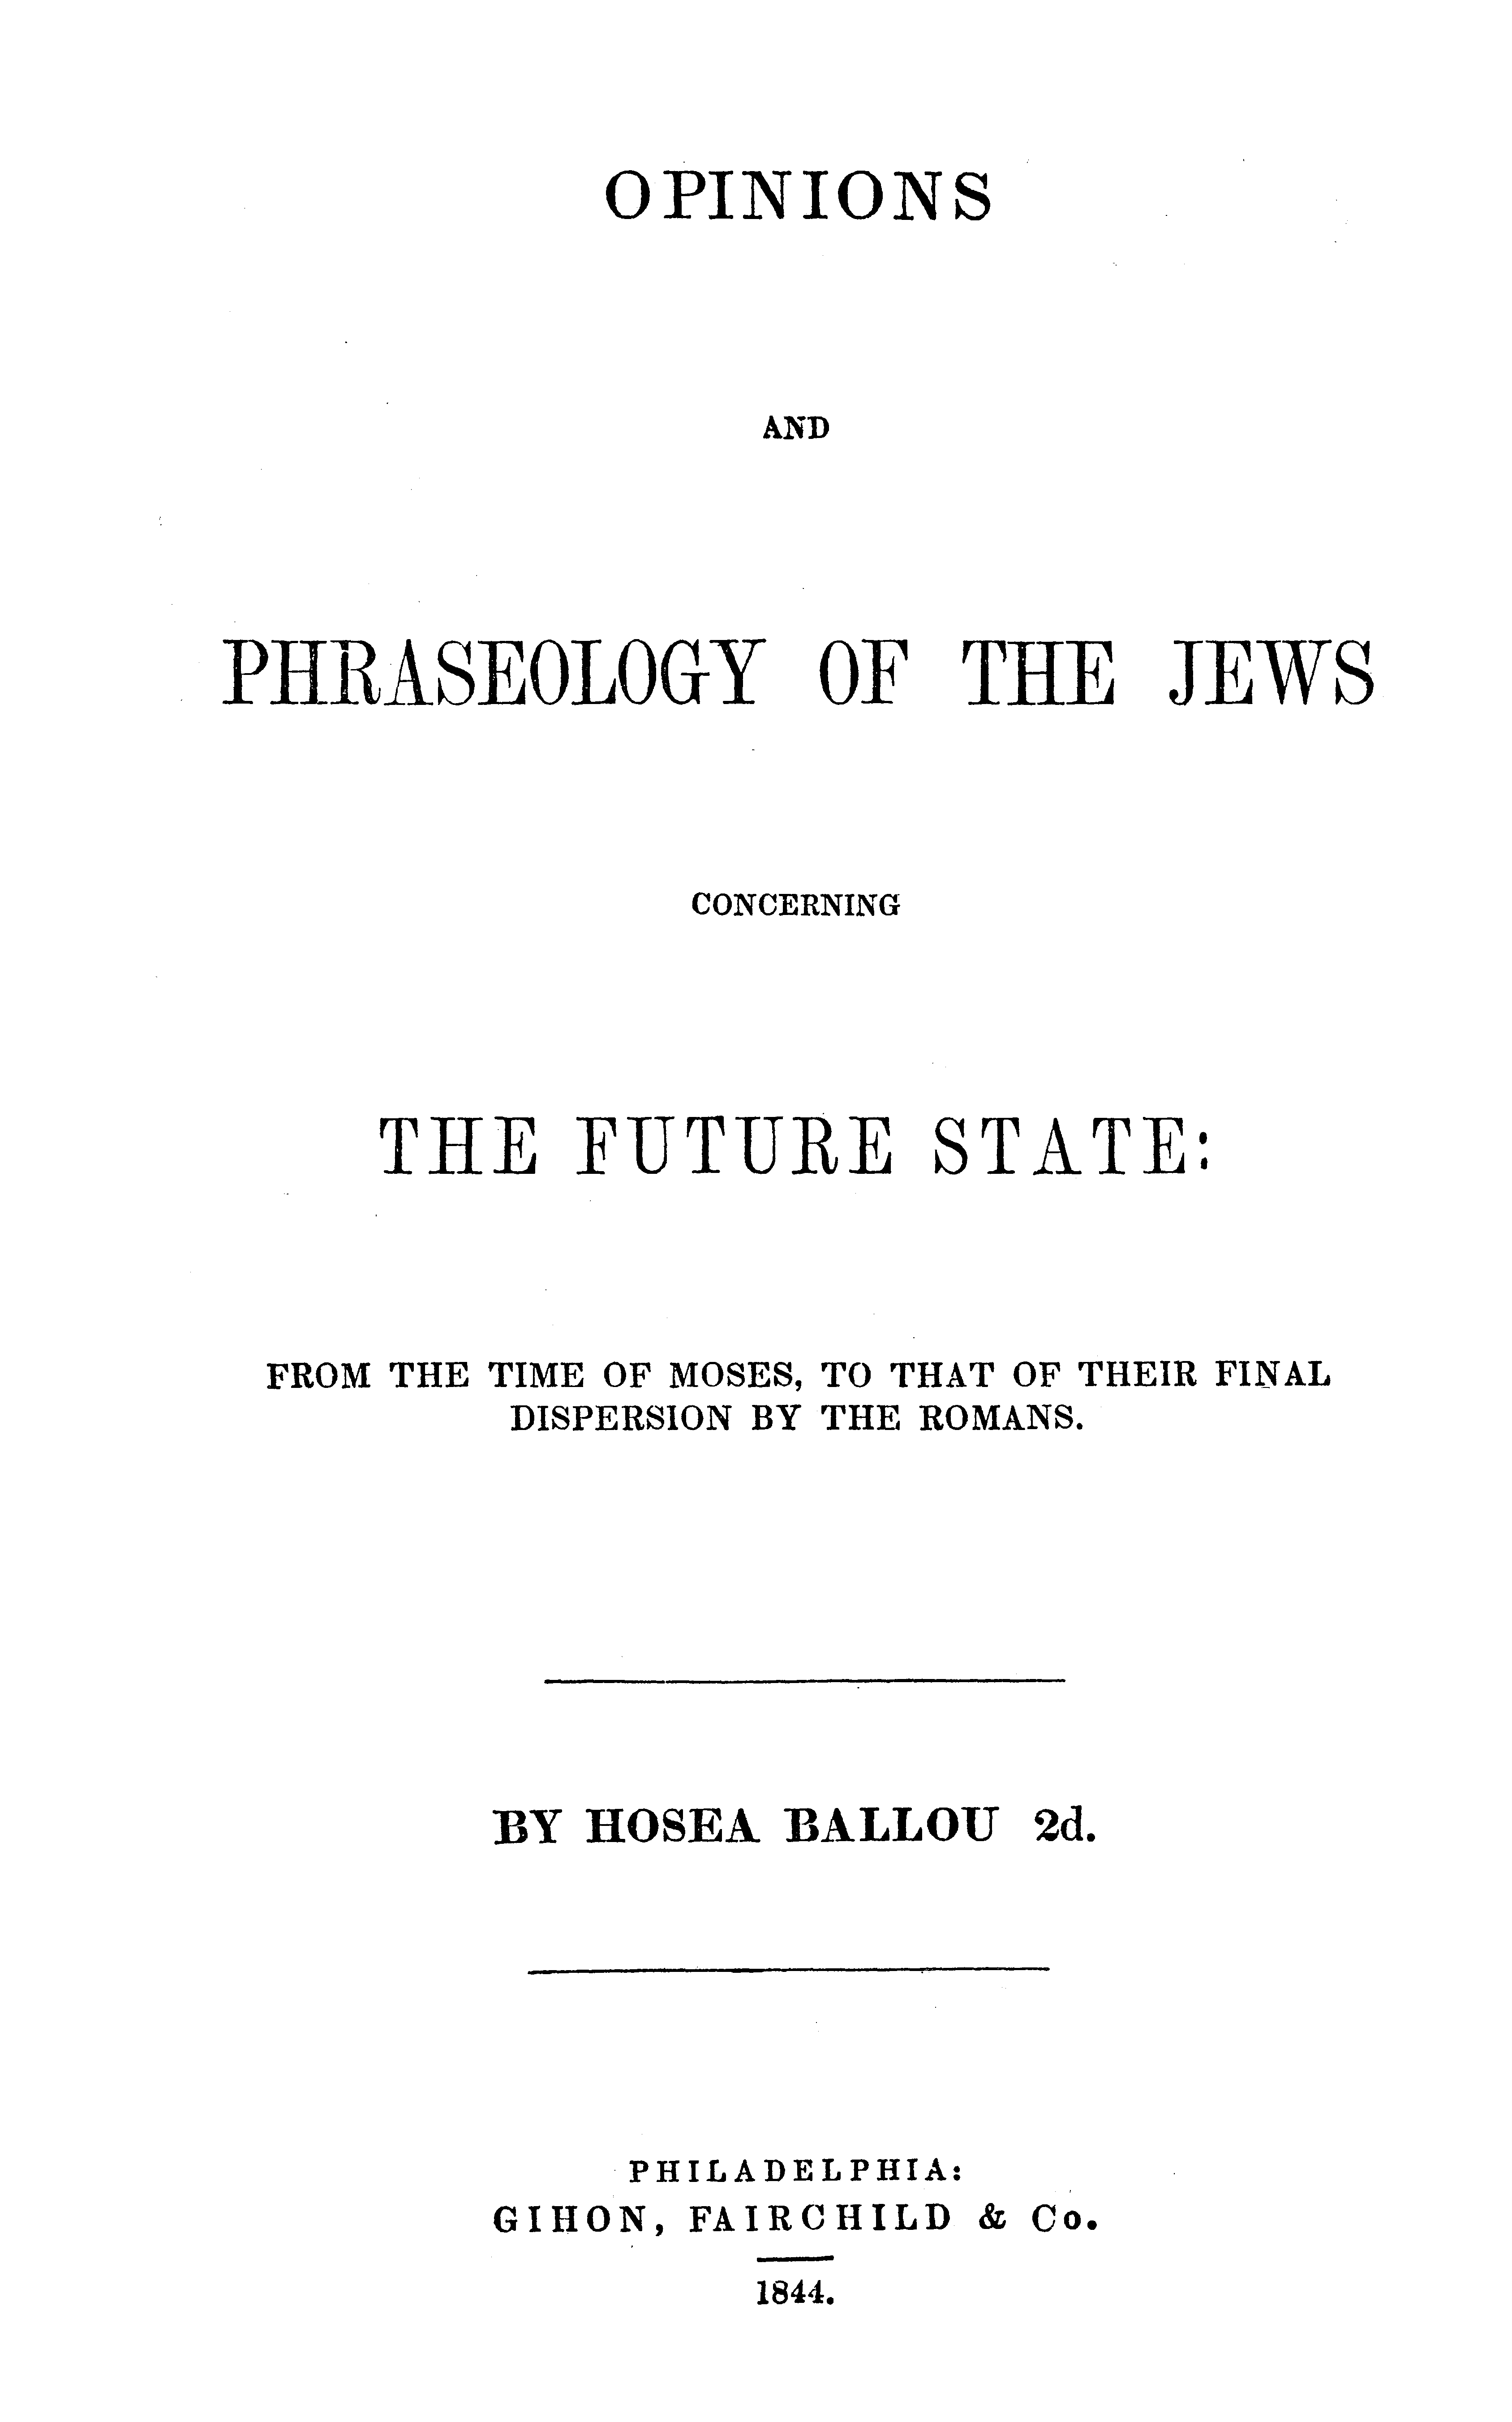 OPINIONS
AND
PHRASEOLOGY OF THE JEWS
CONCERNING
THE FUTURE STATE:
FROM THE TIME OF MOSES, TO THAT OF THEIR FINAL
DISPERSION BY THE ROMANS.
BY HOSEA BALLOU 2d.
PHILADELPHIA:
GIHON, FAIRCHILD & Co.
1844.